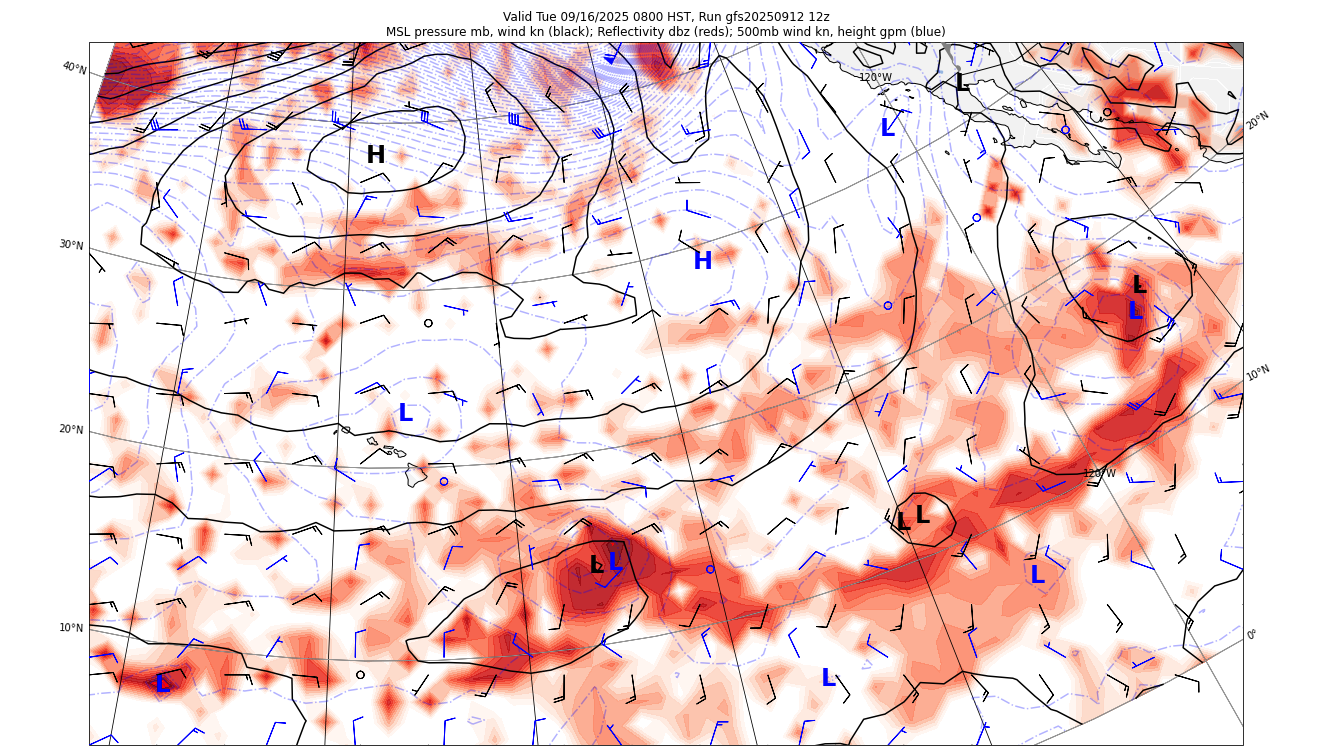 Valid Tue 09/16/2025 0800 HST, Run gfs20250912 12z
MSL pressure mb, wind kn (black); Reflectivity dbz (reds); 500mb wind kn, height gpm (blue)
40°N
120°W
L
20°N
L
H
30°N
H
L
L
10°N
L
20°N
120°W
L L
L L
L
10°N
0°
L
L